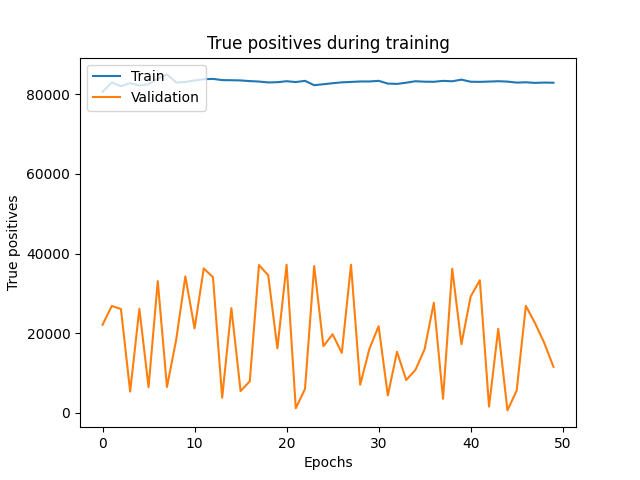 True positives during training
Train
Validation
True positives
80000
60000
40000
20000
0
0 10 20 30 40 50
Epochs